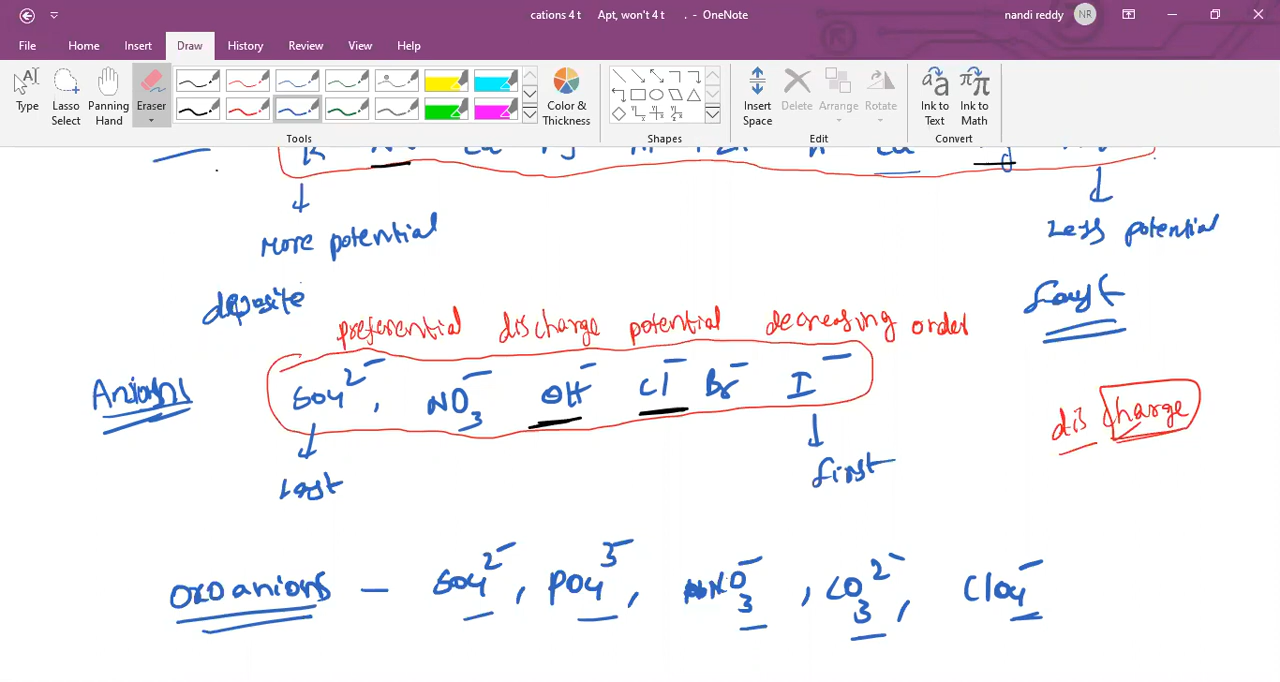 cations 4 t Apt, won't 4 t . - OneNote nandi reddy NR
File Home Insert Draw History Review View Help
Type Lasso Select Panning Hand Eraser Color & Thickness Insert Space Delete Arrange Rotate Ink to Text Ink to Math
Tools Shapes Edit Convert
More potential Less potential
deposite
preferential discharge potential decreasing order
Anions SO4 2-, NO3 - OH - Cl - Br - I -
dis charge
Last first
oxo anions - SO4 2-, PO4 3-, NO3 -, CO3 2-, ClO4 -